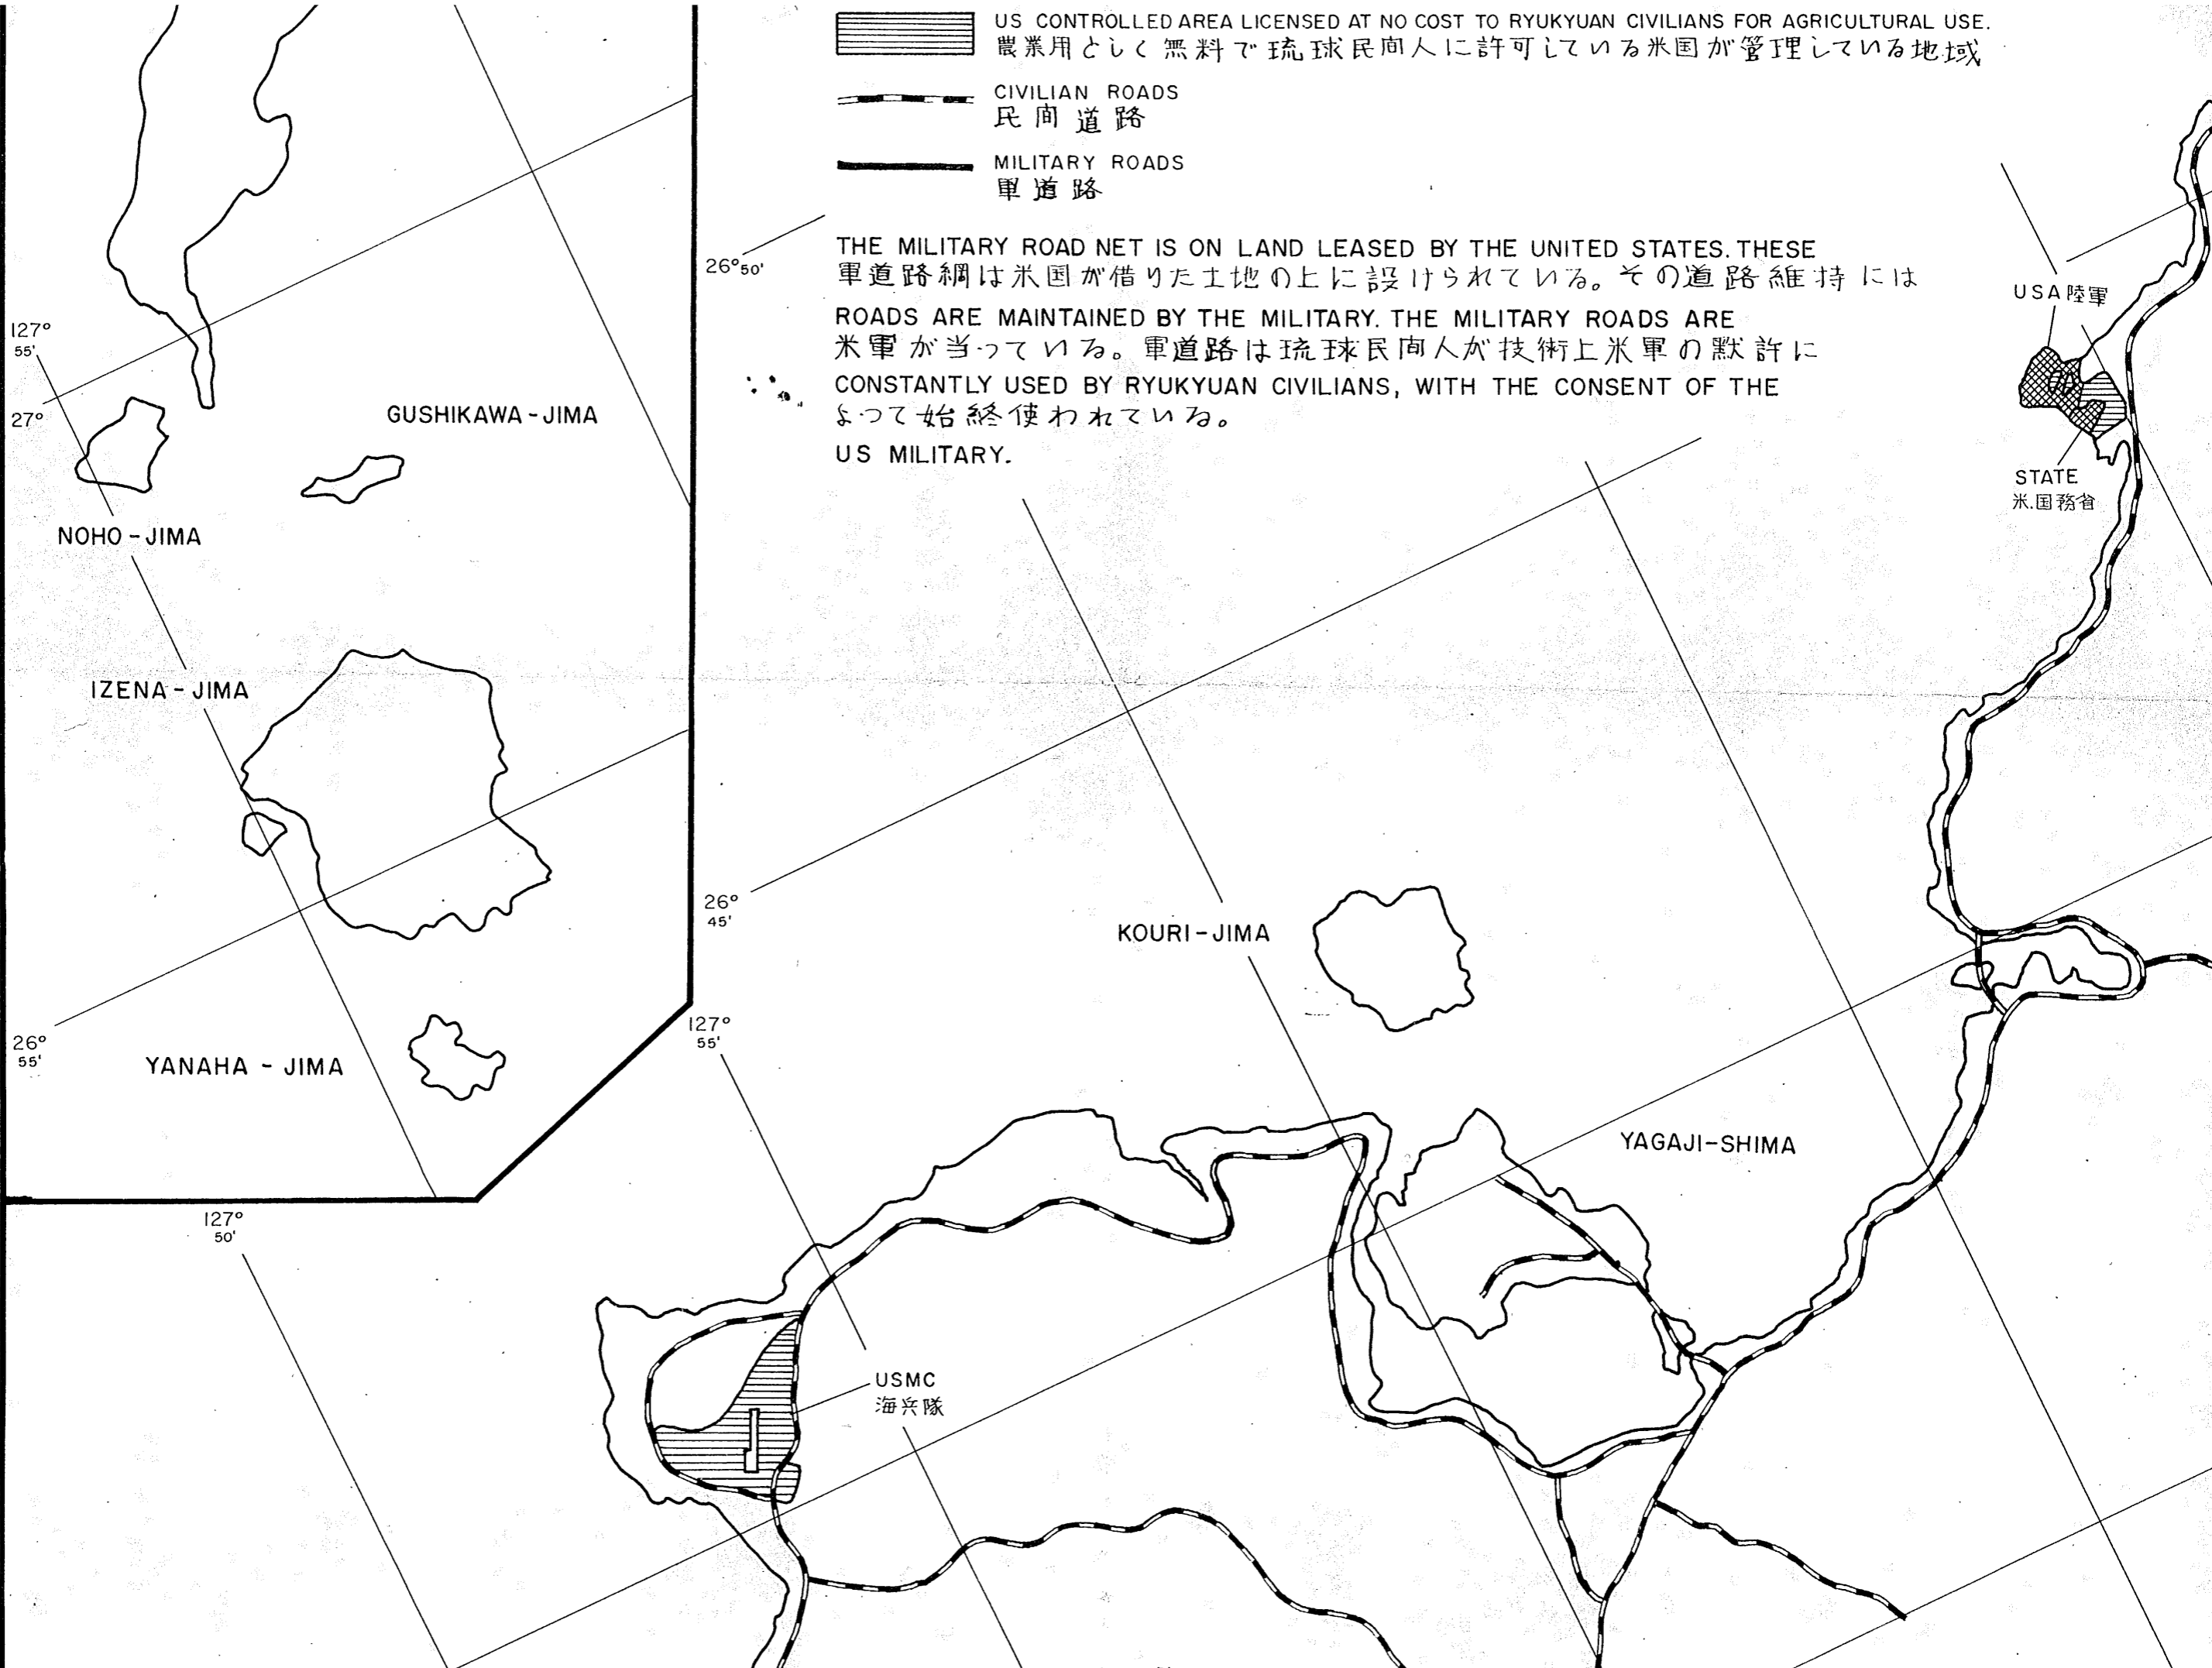 US CONTROLLED AREA LICENSED AT NO COST TO RYUKYUAN CIVILIANS FOR AGRICULTURAL USE.
農業用として無料で琉球民间人に許可している米国が管理している地域
CIVILIAN ROADS
民間道路
MILITARY ROADS
軍道路
THE MILITARY ROAD NET IS ON LAND LEASED BY THE UNITED STATES. THESE
軍道路綱は米国が借りた土地の上に設けられている。その道路維持には
ROADS ARE MAINTAINED BY THE MILITARY. THE MILITARY ROADS ARE
米軍が当っている。軍道路は琉球民间人が技術上米軍の默許に
CONSTANTLY USED BY RYUKYUAN CIVILIANS, WITH THE CONSENT OF THE
よって始終使われている。
US MILITARY.
26°50'
127°
55'
27°
GUSHIKAWA-JIMA
NOHO-JIMA
IZENA-JIMA
26°
55'
YANAHA - JIMA
127°
50'
26°
45'
127°
55'
KOURI-JIMA
YAGAJI-SHIMA
USA陸軍
STATE
米国務省
USMC
海兵隊